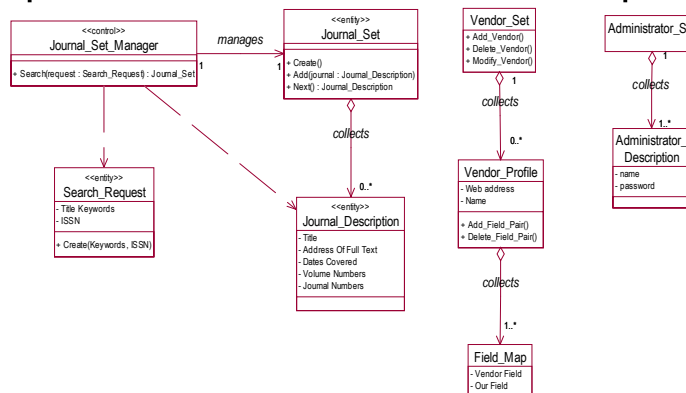 <<control>>
Journal_Set_Manager
+ Search(request : Search_Request) : Journal_Set
1
manages
1
<<entity>>
Journal_Set
+ Create()
+ Add(journal : Journal_Description)
+ Next() : Journal_Description
collects
0..*
<<entity>>
Search_Request
- Title Keywords
- ISSN
+ Create(Keywords, ISSN)
<<entity>>
Journal_Description
- Title
- Address Of Full Text
- Dates Covered
- Volume Numbers
- Journal Numbers
Vendor_Set
+ Add_Vendor()
+ Delete_Vendor()
+ Modify_Vendor()
1
collects
0..*
Vendor_Profile
- Web address
- Name
+ Add_Field_Pair()
+ Delete_Field_Pair()
collects
1..*
Field_Map
- Vendor Field
- Our Field
Administrator_S
1
collects
1..*
Administrator_
Description
- name
- password